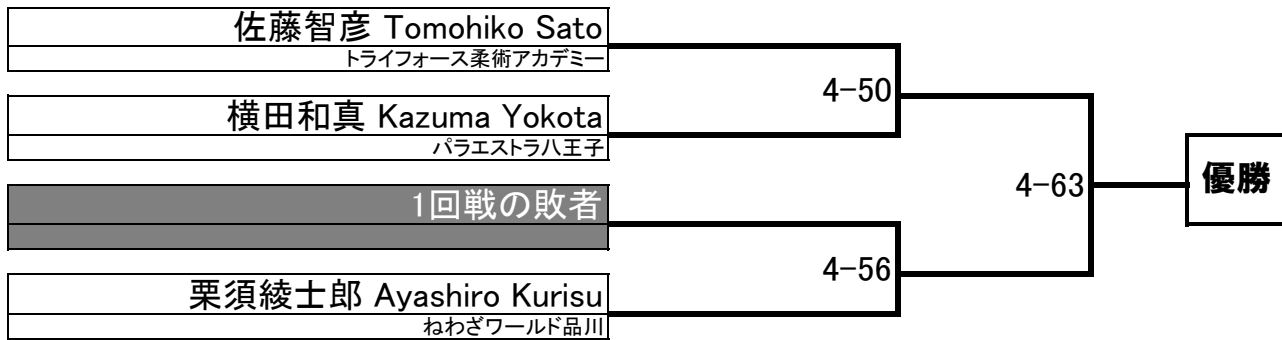 佐藤智彦 Tomohiko Sato
トライフォース柔術アカデミー
4-50
横田和真 Kazuma Yokota
パラエストラ八王子
4-63
優勝
1回戦の敗者
4-56
栗須綾士郎 Ayashiro Kurisu
ねわざワールド品川